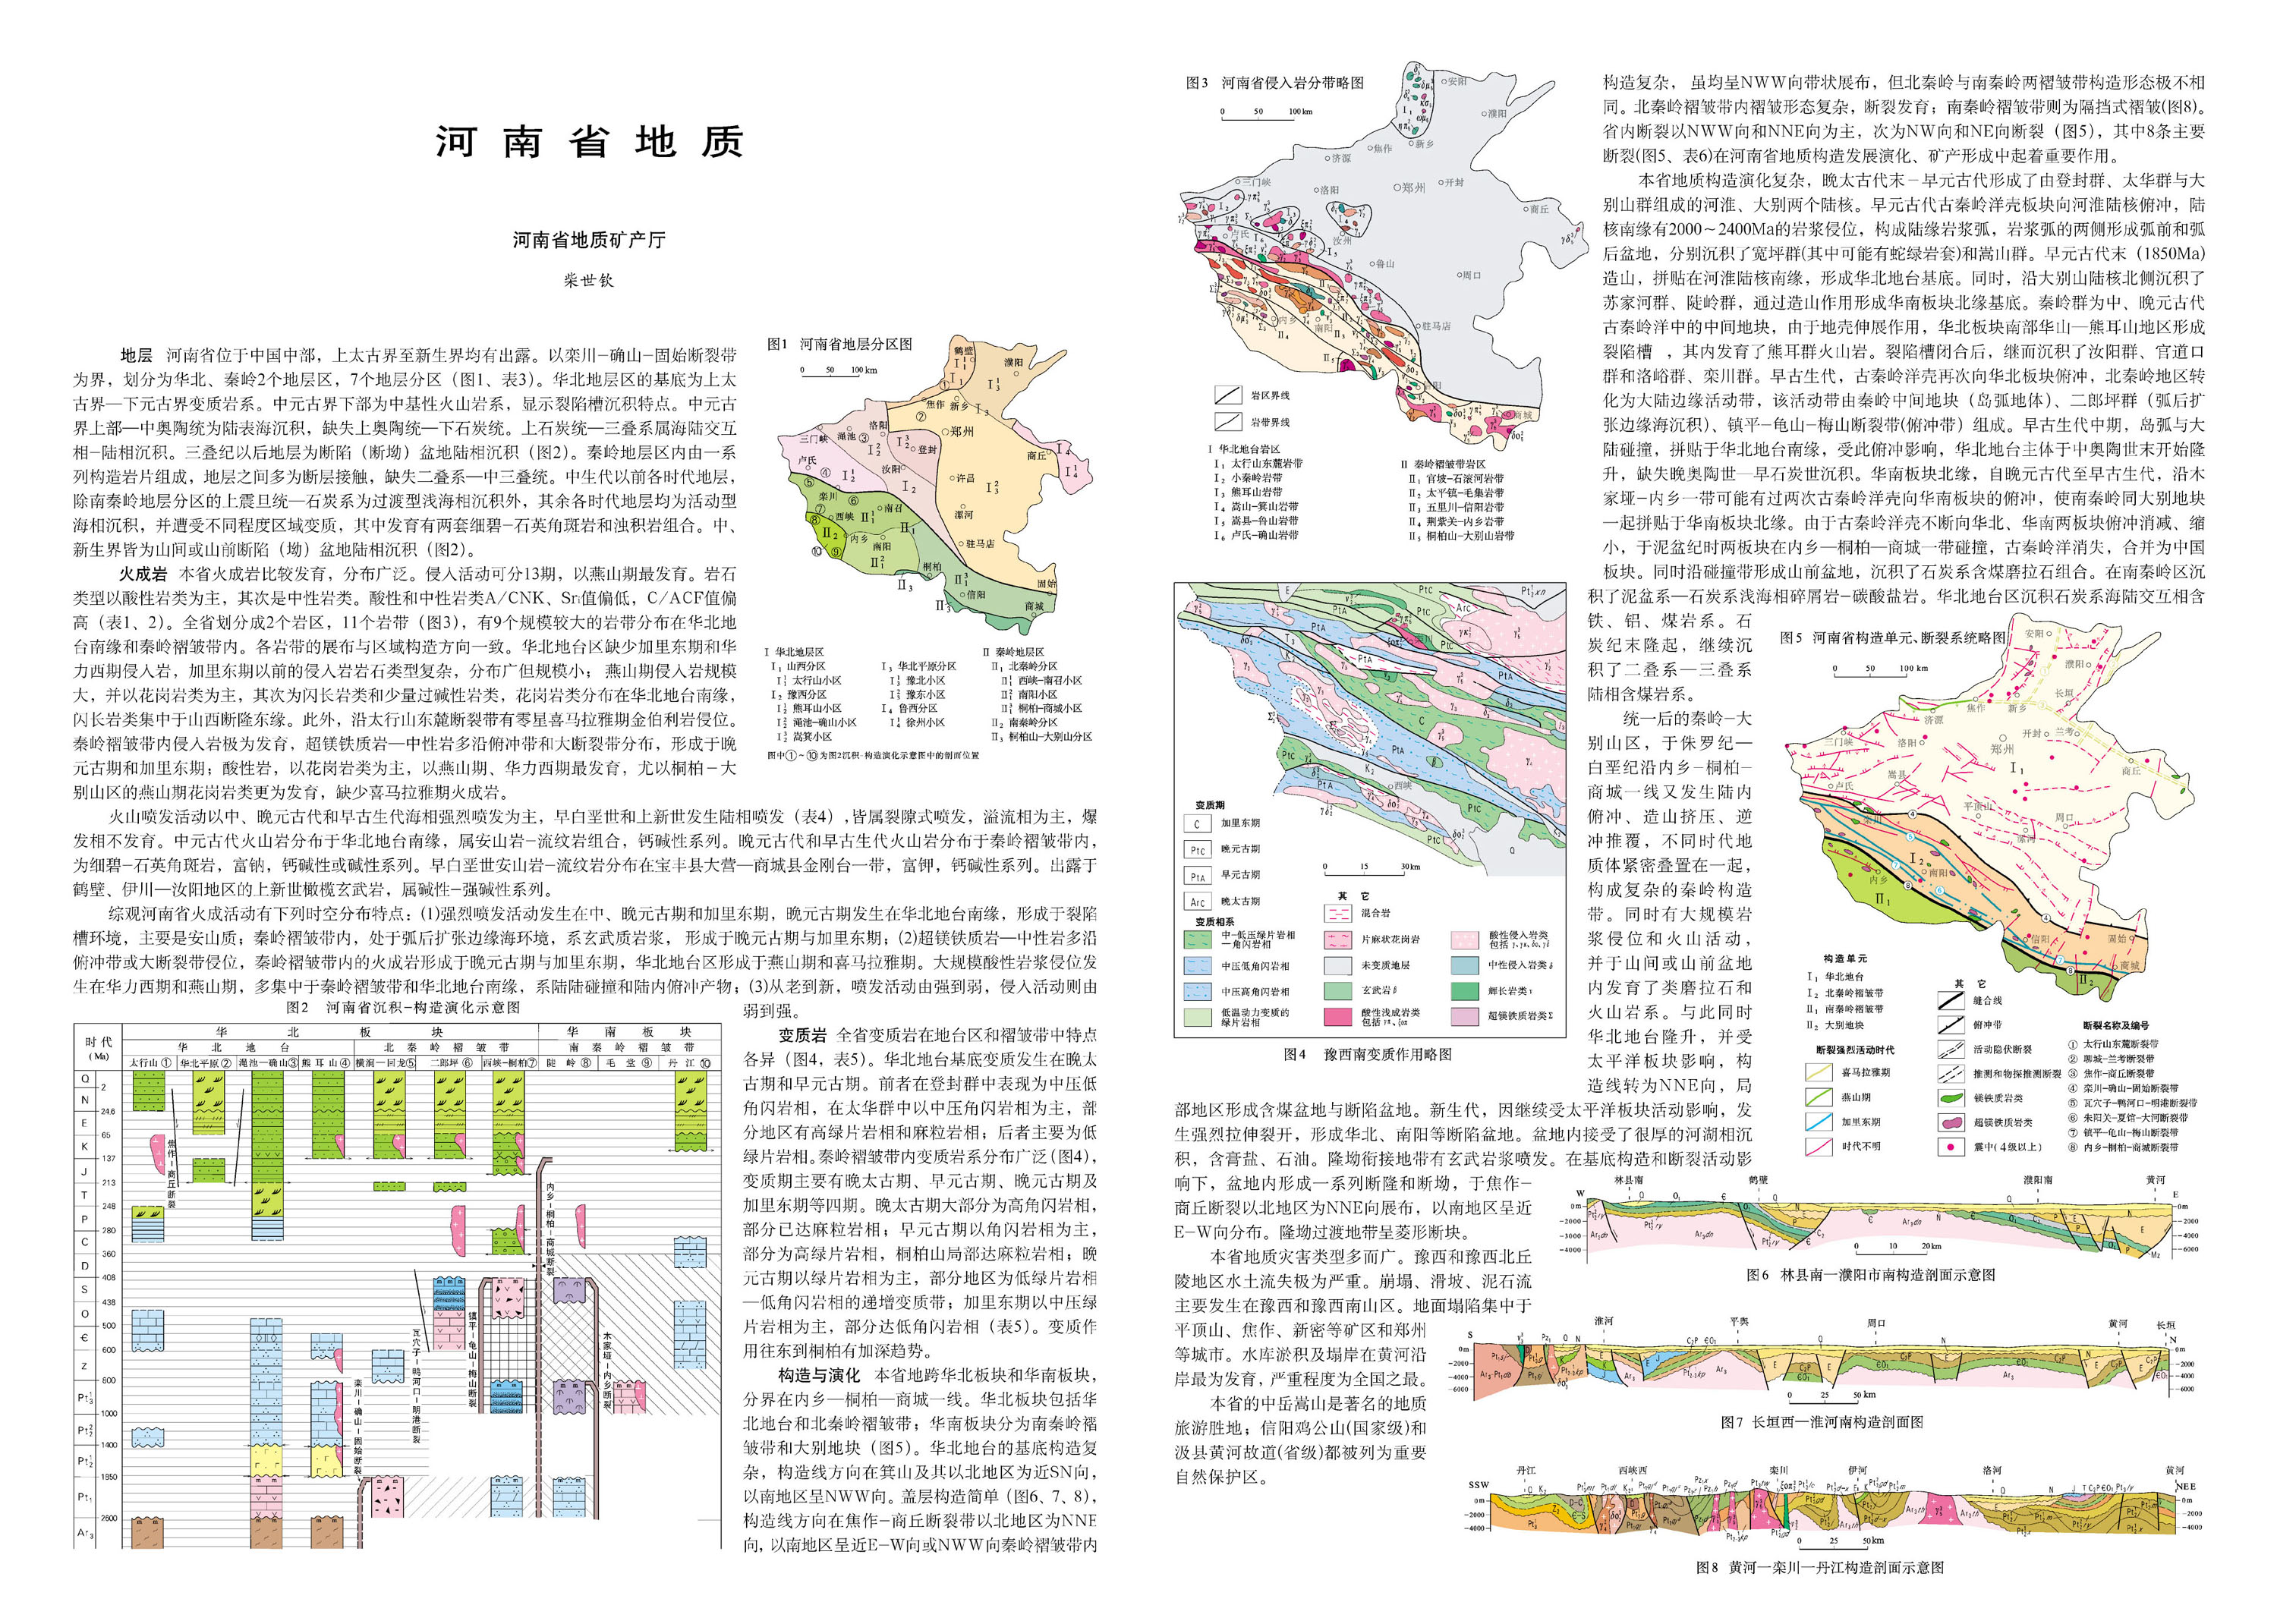 河南省地质
河南省地质矿产厅
柴世钦
地层 河南省位于中国中部，上太古界至新生界均有出露。以栾川－确山－固始断裂带
为界，划分为华北、秦岭2个地层区，7个地层分区（图1、表3）。华北地层区的基底为上太
古界—下元古界变质岩系。中元古界下部为中基性火山岩系，显示裂陷槽沉积特点。中元古
界上部—中奥陶统为陆表海沉积，缺失上奥陶统—下石炭统。上石炭统—三叠系属海陆交互
相－陆相沉积。三叠纪以后地层为断陷（断坳）盆地陆相沉积（图2）。秦岭地层区内由一系
列构造岩片组成，地层之间多为断层接触，缺失二叠系—中三叠统。中生代以前各时代地层，
除南秦岭地层分区的上震旦统—石炭系为过渡型浅海相沉积外，其余各时代地层均为活动型
海相沉积，并遭受不同程度区域变质，其中发育有两套细碧－石英角斑岩和浊积岩组合。中、
新生界皆为山间或山前断陷（坳）盆地陆相沉积（图2）。
火成岩 本省火成岩比较发育，分布广泛。侵入活动可分13期，以燕山期最发育。岩石
类型以酸性岩类为主，其次是中性岩类。酸性和中性岩类A/CNK、Sri值偏低，C/ACF值偏
高（表1、2）。全省划分成2个岩区，11个岩带（图3），有9个规模较大的岩带分布在华北地
台南缘和秦岭褶皱带内。各岩带的展布与区域构造方向一致。华北地台区缺少加里东期和华
力西期侵入岩，加里东期以前的侵入岩岩石类型复杂，分布广但规模小；燕山期侵入岩规模
大，并以花岗岩类为主，其次为闪长岩类和少量过碱性岩类，花岗岩类分布在华北地台南缘，
闪长岩类集中于山西断隆东缘。此外，沿太行山东麓断裂带有零星喜马拉雅期金伯利岩侵位。
秦岭褶皱带内侵入岩极为发育，超镁铁质岩—中性岩多沿俯冲带和大断裂带分布，形成于晚
元古期和加里东期；酸性岩，以花岗岩类为主，以燕山期、华力西期最发育，尤以桐柏－大
别山区的燕山期花岗岩类更为发育，缺少喜马拉雅期火成岩。
火山喷发活动以中、晚元古代和早古生代海相强烈喷发为主，早白垩世和上新世发生陆相喷发（表4），皆属裂隙式喷发，溢流相为主，爆
发相不发育。中元古代火山岩分布于华北地台南缘，属安山岩－流纹岩组合，钙碱性系列。晚元古代和早古生代火山岩分布于秦岭褶皱带内，
为细碧－石英角斑岩，富钠，钙碱性或碱性系列。早白垩世安山岩－流纹岩分布在宝丰县大营—商城县金刚台一带，富钾，钙碱性系列。出露于
鹤壁、伊川—汝阳地区的上新世橄榄玄武岩，属碱性－强碱性系列。
综观河南省火成活动有下列时空分布特点：(1)强烈喷发活动发生在中、晚元古期和加里东期，晚元古期发生在华北地台南缘，形成于裂陷
槽环境，主要是安山质；秦岭褶皱带内，处于弧后扩张边缘海环境，系玄武质岩浆，形成于晚元古期与加里东期；(2)超镁铁质岩—中性岩多沿
俯冲带或大断裂带侵位，秦岭褶皱带内的火成岩形成于晚元古期与加里东期，华北地台区形成于燕山期和喜马拉雅期。大规模酸性岩浆侵位发
生在华力西期和燕山期，多集中于秦岭褶皱带和华北地台南缘，系陆陆碰撞和陆内俯冲产物；(3)从老到新，喷发活动由强到弱，侵入活动则由
弱到强。
变质岩 全省变质岩在地台区和褶皱带中特点
各异（图4，表5）。华北地台基底变质发生在晚太
古期和早元古期。前者在登封群中表现为中压低
角闪岩相，在太华群中以中压角闪岩相为主，部
分地区有高绿片岩相和麻粒岩相；后者主要为低
绿片岩相。秦岭褶皱带内变质岩系分布广泛（图4），
变质期主要有晚太古期、早元古期、晚元古期及
加里东期等四期。晚太古期大部分为高角闪岩相，
部分已达麻粒岩相；早元古期以角闪岩相为主，
部分为高绿片岩相，桐柏山局部达麻粒岩相；晚
元古期以绿片岩相为主，部分地区为低绿片岩相
—低角闪岩相的递增变质带；加里东期以中压绿
片岩相为主，部分达低角闪岩相（表5）。变质作
用往东到桐柏有加深趋势。
构造与演化 本省地跨华北板块和华南板块，
分界在内乡—桐柏—商城一线。华北板块包括华
北地台和北秦岭褶皱带；华南板块分为南秦岭褶
皱带和大别地块（图5）。华北地台的基底构造复
杂，构造线方向在箕山及其以北地区为近SN向，
以南地区呈NWW向。盖层构造简单（图6、7、8），
构造线方向在焦作－商丘断裂带以北地区为NNE
向，以南地区呈近E－W向或NWW向秦岭褶皱带内
图1 河南省地层分区图
0 50 100 km
鹤壁
濮阳
焦作
新乡
洛阳
郑州
三门峡
渑池
登封
商丘
卢氏
汝阳
许昌
栾川
南召
漯河
西峡
内乡
南阳
驻马店
桐柏
固始
信阳
商城
Ⅰ 华北地层区
Ⅰ₁ 山西分区
Ⅰ₁¹ 太行山小区
Ⅰ₂ 豫西分区
Ⅰ₂¹ 熊耳山小区
Ⅰ₂² 渑池－确山小区
Ⅰ₂³ 嵩箕小区
Ⅰ₃ 华北平原分区
Ⅰ₃¹ 豫北小区
Ⅰ₃² 豫东小区
Ⅰ₄ 鲁西分区
Ⅰ₄¹ 徐州小区
Ⅱ 秦岭地层区
Ⅱ₁ 北秦岭分区
Ⅱ₁¹ 西峡－南召小区
Ⅱ₁² 南阳小区
Ⅱ₁³ 桐柏－商城小区
Ⅱ₂ 南秦岭分区
Ⅱ₃ 桐柏山－大别山分区
图中①～⑩为图2沉积-构造演化示意图中的剖面位置
图2 河南省沉积－构造演化示意图
时代
(Ma)
华北板块
华南板块
华北地台
北秦岭褶皱带
南秦岭褶皱带
太行山①
华北平原②
渑池—确山③
熊耳山④
横涧—回龙⑤
二郎坪⑥
西峡—桐柏⑦
陡岭⑧
毛堂⑨
丹江⑩
Q
2
N
24.6
E
65
K
137
J
213
T
248
P
280
C
360
D
408
S
438
O
500
Є
600
Z
800
Pt₃¹
1000
Pt₂²
1400
Pt₂¹
1950
Pt₁
2600
Ar₃
焦作－商丘断裂
栾川－确山－固始断裂
瓦穴子－鸭河口－明港断裂
镇平－龟山－梅山断裂
内乡－桐柏－商城断裂
木家垭－内乡断裂
图3 河南省侵入岩分带略图
0 50 100 km
安阳
濮阳
焦作
新乡
济源
三门峡
洛阳
郑州
开封
商丘
卢氏
汝州
鲁山
周口
内乡
南阳
驻马店
商城
岩区界线
岩带界线
Ⅰ 华北地台岩区
Ⅰ₁ 太行山东麓岩带
Ⅰ₂ 小秦岭岩带
Ⅰ₃ 熊耳山岩带
Ⅰ₄ 嵩山－箕山岩带
Ⅰ₅ 嵩县－鲁山岩带
Ⅰ₆ 卢氏－确山岩带
Ⅱ 秦岭褶皱带岩区
Ⅱ₁ 官坡－石滚河岩带
Ⅱ₂ 太平镇－毛集岩带
Ⅱ₃ 五里川－信阳岩带
Ⅱ₄ 荆紫关－内乡岩带
Ⅱ₅ 桐柏山－大别山岩带
西峡
变质期
C 加里东期
Ptc 晚元古期
PtA 早元古期
Arc 晚太古期
变质相系
中－低压绿片岩相
－角闪岩相
中压低角闪岩相
中压高角闪岩相
低温动力变质的
绿片岩相
0 15 30km
其它
混合岩
片麻状花岗岩
未变质地层
玄武岩β
酸性浅成岩类
酸性侵入岩类
中性侵入岩类δ
辉长岩类ν
超镁铁质岩类Σ
图4 豫西南变质作用略图
构造复杂，虽均呈NWW向带状展布，但北秦岭与南秦岭两褶皱带构造形态极不相
同。北秦岭褶皱带内褶皱形态复杂，断裂发育；南秦岭褶皱带则为隔挡式褶皱(图8)。
省内断裂以NWW向和NNE向为主，次为NW向和NE向断裂（图5），其中8条主要
断裂(图5、表6)在河南省地质构造发展演化、矿产形成中起着重要作用。
本省地质构造演化复杂，晚太古代末－早元古代形成了由登封群、太华群与大
别山群组成的河淮、大别两个陆核。早元古代古秦岭洋壳板块向河淮陆核俯冲，陆
核南缘有2000～2400Ma的岩浆侵位，构成陆缘岩浆弧，岩浆弧的两侧形成弧前和弧
后盆地，分别沉积了宽坪群(其中可能有蛇绿岩套)和嵩山群。早元古代末（1850Ma)
造山，拼贴在河淮陆核南缘，形成华北地台基底。同时，沿大别山陆核北侧沉积了
苏家河群、陡岭群，通过造山作用形成华南板块北缘基底。秦岭群为中、晚元古代
古秦岭洋中的中间地块，由于地壳伸展作用，华北板块南部华山—熊耳山地区形成
裂陷槽，其内发育了熊耳群火山岩。裂陷槽闭合后，继而沉积了汝阳群、官道口
群和洛峪群、栾川群。早古生代，古秦岭洋壳再次向华北板块俯冲，北秦岭地区转
化为大陆边缘活动带，该活动带由秦岭中间地块（岛弧地体）、二郎坪群（弧后扩
张边缘海沉积）、镇平－龟山－梅山断裂带(俯冲带）组成。早古生代中期，岛弧与大
陆碰撞，拼贴于华北地台南缘，受此俯冲影响，华北地台主体于中奥陶世末开始隆
升，缺失晚奥陶世—早石炭世沉积。华南板块北缘，自晚元古代至早古生代，沿木
家垭－内乡一带可能有过两次古秦岭洋壳向华南板块的俯冲，使南秦岭同大别地块
一起拼贴于华南板块北缘。由于古秦岭洋壳不断向华北、华南两板块俯冲消减、缩
小，于泥盆纪时两板块在内乡—桐柏—商城一带碰撞，古秦岭洋消失，合并为中国
板块。同时沿碰撞带形成山前盆地，沉积了石炭系含煤磨拉石组合。在南秦岭区沉
积了泥盆系—石炭系浅海相碎屑岩－碳酸盐岩。华北地台区沉积石炭系海陆交互相含
铁、铝、煤岩系。石
炭纪末隆起，继续沉
积了二叠系—三叠系
陆相含煤岩系。
统一后的秦岭－大
别山区，于侏罗纪—
白垩纪沿内乡－桐柏－
商城一线又发生陆内
俯冲、造山挤压、逆
冲推覆，不同时代地
质体紧密叠置在一起，
构成复杂的秦岭构造
带。同时有大规模岩
浆侵位和火山活动，
并于山间或山前盆地
内发育了类磨拉石和
火山岩系。与此同时
华北地台隆升，并受
太平洋板块影响，构
造线转为NNE向，局
部地区形成含煤盆地与断陷盆地。新生代，因继续受太平洋板块活动影响，发
生强烈拉伸裂开，形成华北、南阳等断陷盆地。盆地内接受了很厚的河湖相沉
积，含膏盐、石油。隆坳衔接地带有玄武岩浆喷发。在基底构造和断裂活动影
响下，盆地内形成一系列断隆和断坳，于焦作－
商丘断裂以北地区为NNE向展布，以南地区呈近
E－W向分布。隆坳过渡地带呈菱形断块。
本省地质灾害类型多而广。豫西和豫西北丘
陵地区水土流失极为严重。崩塌、滑坡、泥石流
主要发生在豫西和豫西南山区。地面塌陷集中于
平顶山、焦作、新密等矿区和郑州
等城市。水库淤积及塌岸在黄河沿
岸最为发育，严重程度为全国之最。
本省的中岳嵩山是著名的地质
旅游胜地；信阳鸡公山(国家级)和
汲县黄河故道(省级)都被列为重要
自然保护区。
图5 河南省构造单元、断裂系统略图
0 50 100 km
安阳
濮阳
长垣
焦作
新乡
济源
三门峡
洛阳
郑州
开封
兰考
商丘
卢氏
嵩县
平顶山
周口
栾川
漯河
内乡
南阳
信阳
固始
商城
构造单元
Ⅰ₁ 华北地台
Ⅰ₂ 北秦岭褶皱带
Ⅱ₁ 南秦岭褶皱带
Ⅱ₂ 大别地块
断裂强烈活动时代
喜马拉雅期
燕山期
加里东期
时代不明
其它
缝合线
俯冲带
活动隐伏断裂
推测和物探推测断裂
镁铁质岩类
超镁铁质岩类
震中(4级以上)
断裂名称及编号
① 太行山东麓断裂带
② 聊城－兰考断裂带
③ 焦作－商丘断裂带
④ 栾川－确山－固始断裂带
⑤ 瓦穴子－鸭河口－明港断裂带
⑥ 朱阳关－夏馆－大河断裂带
⑦ 镇平－龟山－梅山断裂带
⑧ 内乡－桐柏－商城断裂带
W
林县南
鹤壁
濮阳南
黄河
E
0m
-2000
-3000
-4000
0m
-2000
-4000
-6000
0 10 20km
图6 林县南—濮阳市南构造剖面示意图
S
淮河
平舆
周口
黄河
长垣
N
0m
-2000
-4000
-6000
0m
-2000
-4000
-6000
0 25 50 km
图7 长垣西—淮河南构造剖面图
SSW
丹江
西峡西
栾川
伊河
洛河
黄河
NEE
0m
-2000
-4000
0m
-2000
-4000
0 25 50km
图8 黄河—栾川—丹江构造剖面示意图